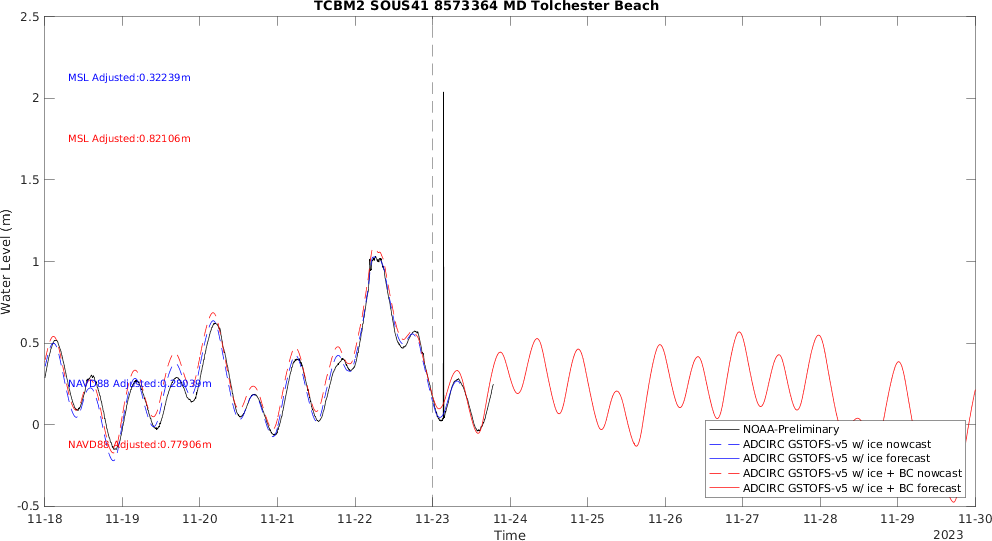 TCBM2 SOUS41 8573364 MD Tolchester Beach
2.5
2
1.5
1
0.5
0
-0.5
Water Level (m)
MSL Adjusted:0.32239m
MSL Adjusted:0.82106m
NAVD88 Adjusted:0.28039m
NAVD88 Adjusted:0.77906m
NOAA-Preliminary
ADCIRC GSTOFS-v5 w/ ice nowcast
ADCIRC GSTOFS-v5 w/ ice forecast
ADCIRC GSTOFS-v5 w/ ice + BC nowcast
ADCIRC GSTOFS-v5 w/ ice + BC forecast
11-18 11-19 11-20 11-21 11-22 11-23 11-24 11-25 11-26 11-27 11-28 11-29 11-30
Time
2023